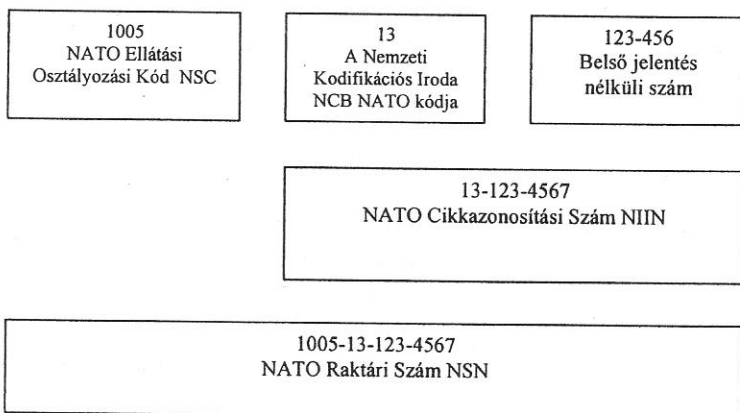 1005
NATO Ellátási
Osztályozási Kód NSC
13
A Nemzeti
Kodifikációs Iroda
NCB NATO kódja
123-456
Belső jelentés
nélküli szám
13-123-4567
NATO Cikkazonosítási Szám NIIN
1005-13-123-4567
NATO Raktári Szám NSN